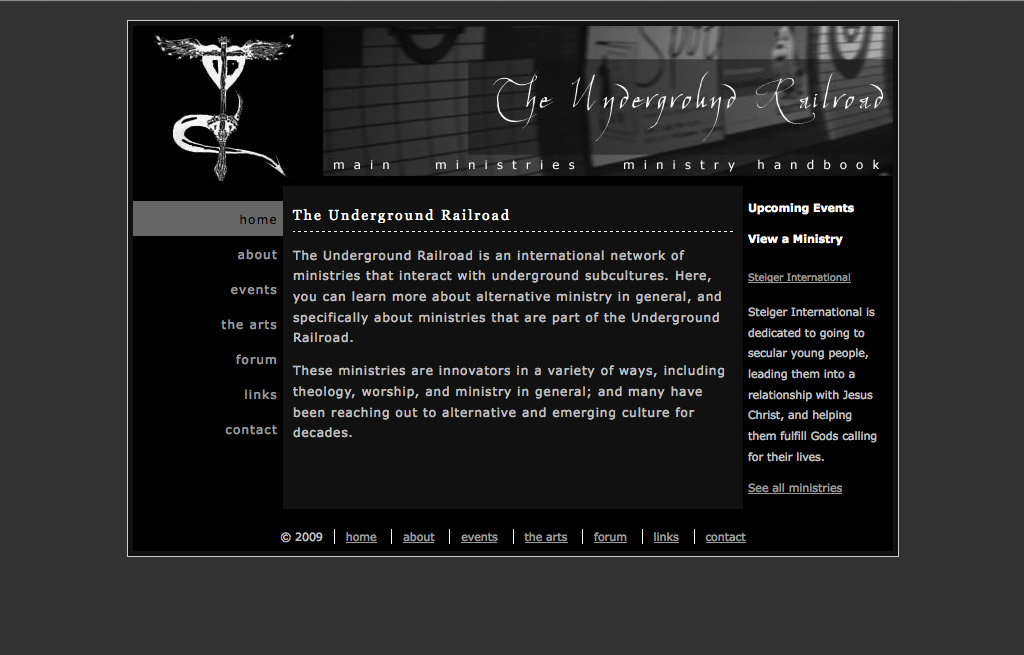 The Underground Railroad
main ministries ministry handbook
home
about
events
the arts
forum
links
contact
The Underground Railroad
The Underground Railroad is an international network of
ministries that interact with underground subcultures. Here,
you can learn more about alternative ministry in general, and
specifically about ministries that are part of the Underground
Railroad.
These ministries are innovators in a variety of ways, including
theology, worship, and ministry in general; and many have
been reaching out to alternative and emerging culture for
decades.
Upcoming Events
View a Ministry
Steiger International
Steiger International is
dedicated to going to
secular young people,
leading them into a
relationship with Jesus
Christ, and helping
them fulfill Gods calling
for their lives.
See all ministries
© 2009 home about events the arts forum links contact